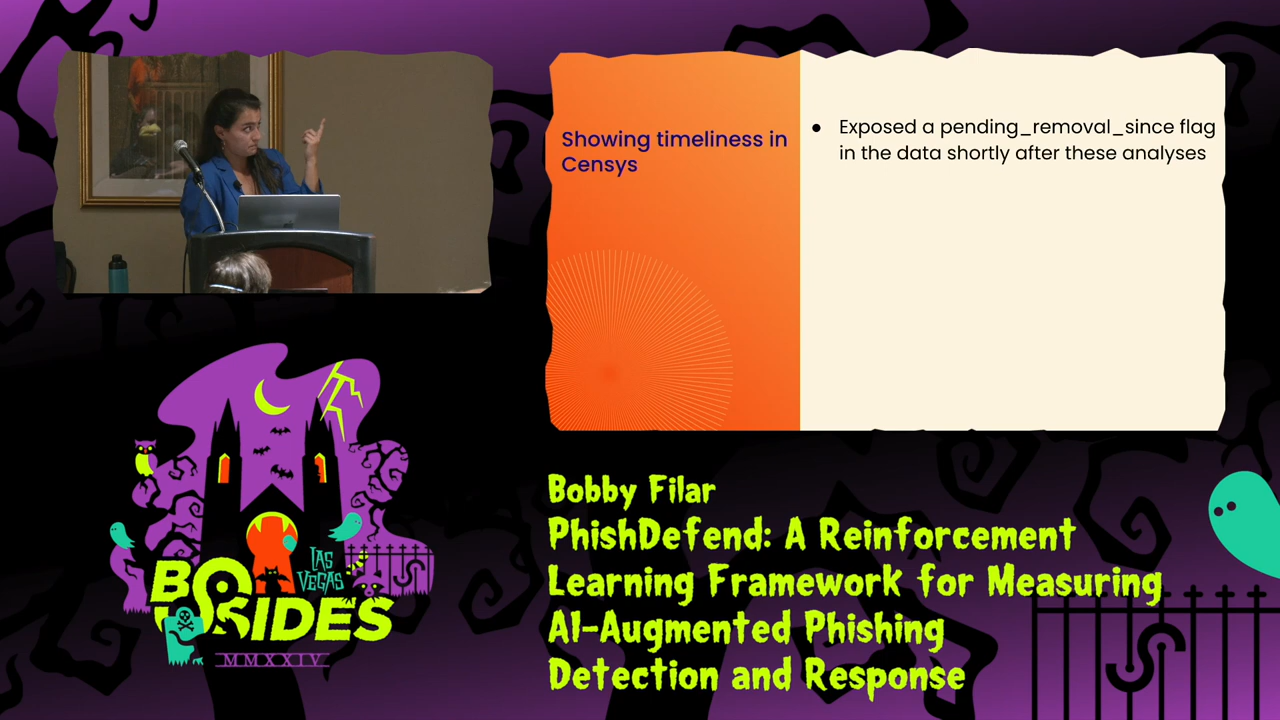 Showing timeliness in
Censys
● Exposed a pending_removal_since flag
in the data shortly after these analyses
Bobby Filar
PhishDefend: A Reinforcement
Learning Framework for Measuring
AI-Augmented Phishing
Detection and Response
LAS
VEGAS
BSIDES
MMXXIV